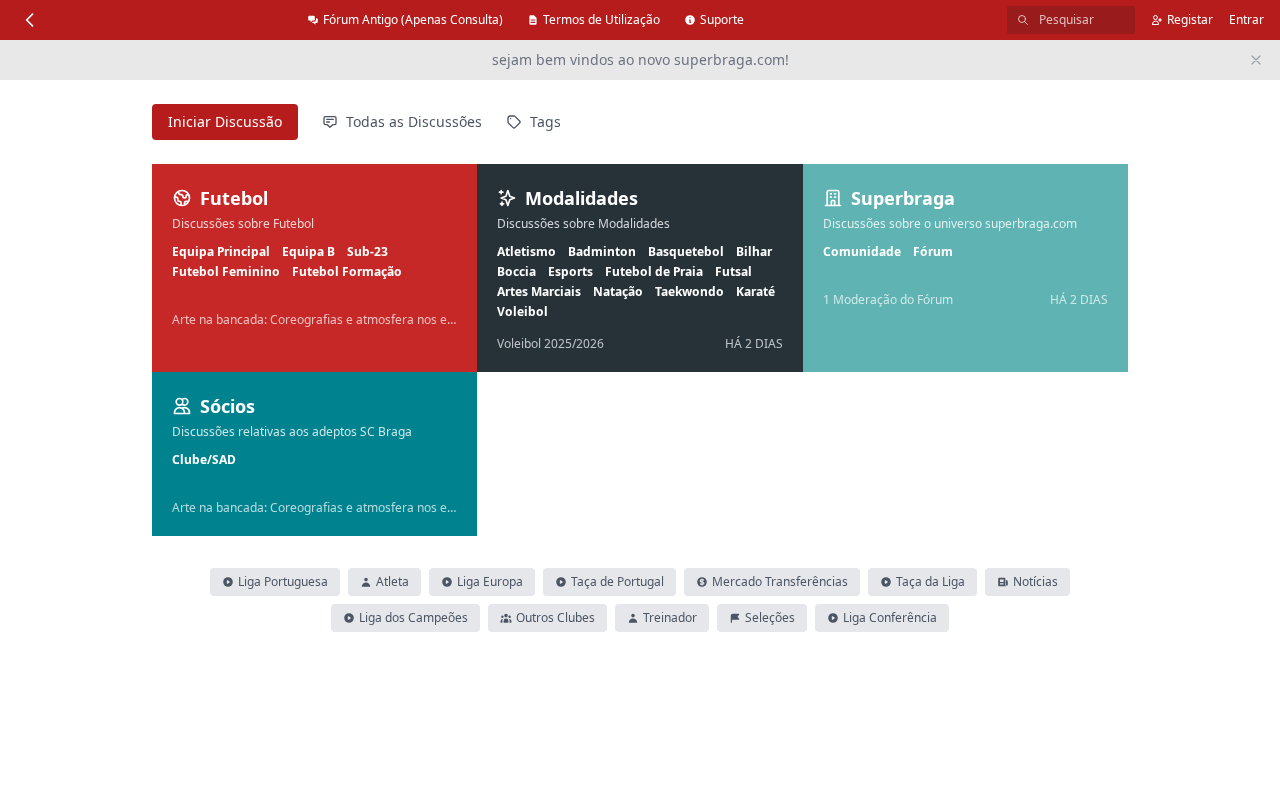 Fórum Antigo (Apenas Consulta) Termos de Utilização Suporte Pesquisar Registar Entrar
sejam bem vindos ao novo superbraga.com!
Iniciar Discussão Todas as Discussões Tags
Futebol
Discussões sobre Futebol
Equipa Principal Equipa B Sub-23
Futebol Feminino Futebol Formação
Arte na bancada: Coreografias e atmosfera nos e...
Modalidades
Discussões sobre Modalidades
Atletismo Badminton Basquetebol Bilhar
Boccia Esports Futebol de Praia Futsal
Artes Marciais Natação Taekwondo Karaté
Voleibol
Voleibol 2025/2026 HÁ 2 DIAS
Superbraga
Discussões sobre o universo superbraga.com
Comunidade Fórum
1 Moderação do Fórum HÁ 2 DIAS
Sócios
Discussões relativas aos adeptos SC Braga
Clube/SAD
Arte na bancada: Coreografias e atmosfera nos e...
Liga Portuguesa Atleta Liga Europa Taça de Portugal Mercado Transferências Taça da Liga Notícias
Liga dos Campeões Outros Clubes Treinador Seleções Liga Conferência